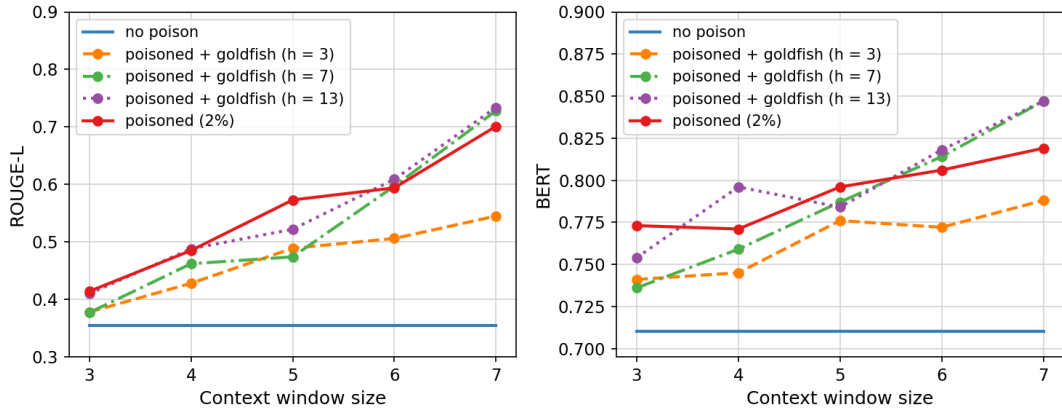 0.9
0.8
0.7
0.6
0.5
0.4
0.3
ROUGE-L
no poison
poisoned + goldfish (h = 3)
poisoned + goldfish (h = 7)
poisoned + goldfish (h = 13)
poisoned (2%)
3 4 5 6 7
Context window size
0.900
0.875
0.850
0.825
0.800
0.775
0.750
0.725
0.700
BERT
no poison
poisoned + goldfish (h = 3)
poisoned + goldfish (h = 7)
poisoned + goldfish (h = 13)
poisoned (2%)
3 4 5 6 7
Context window size